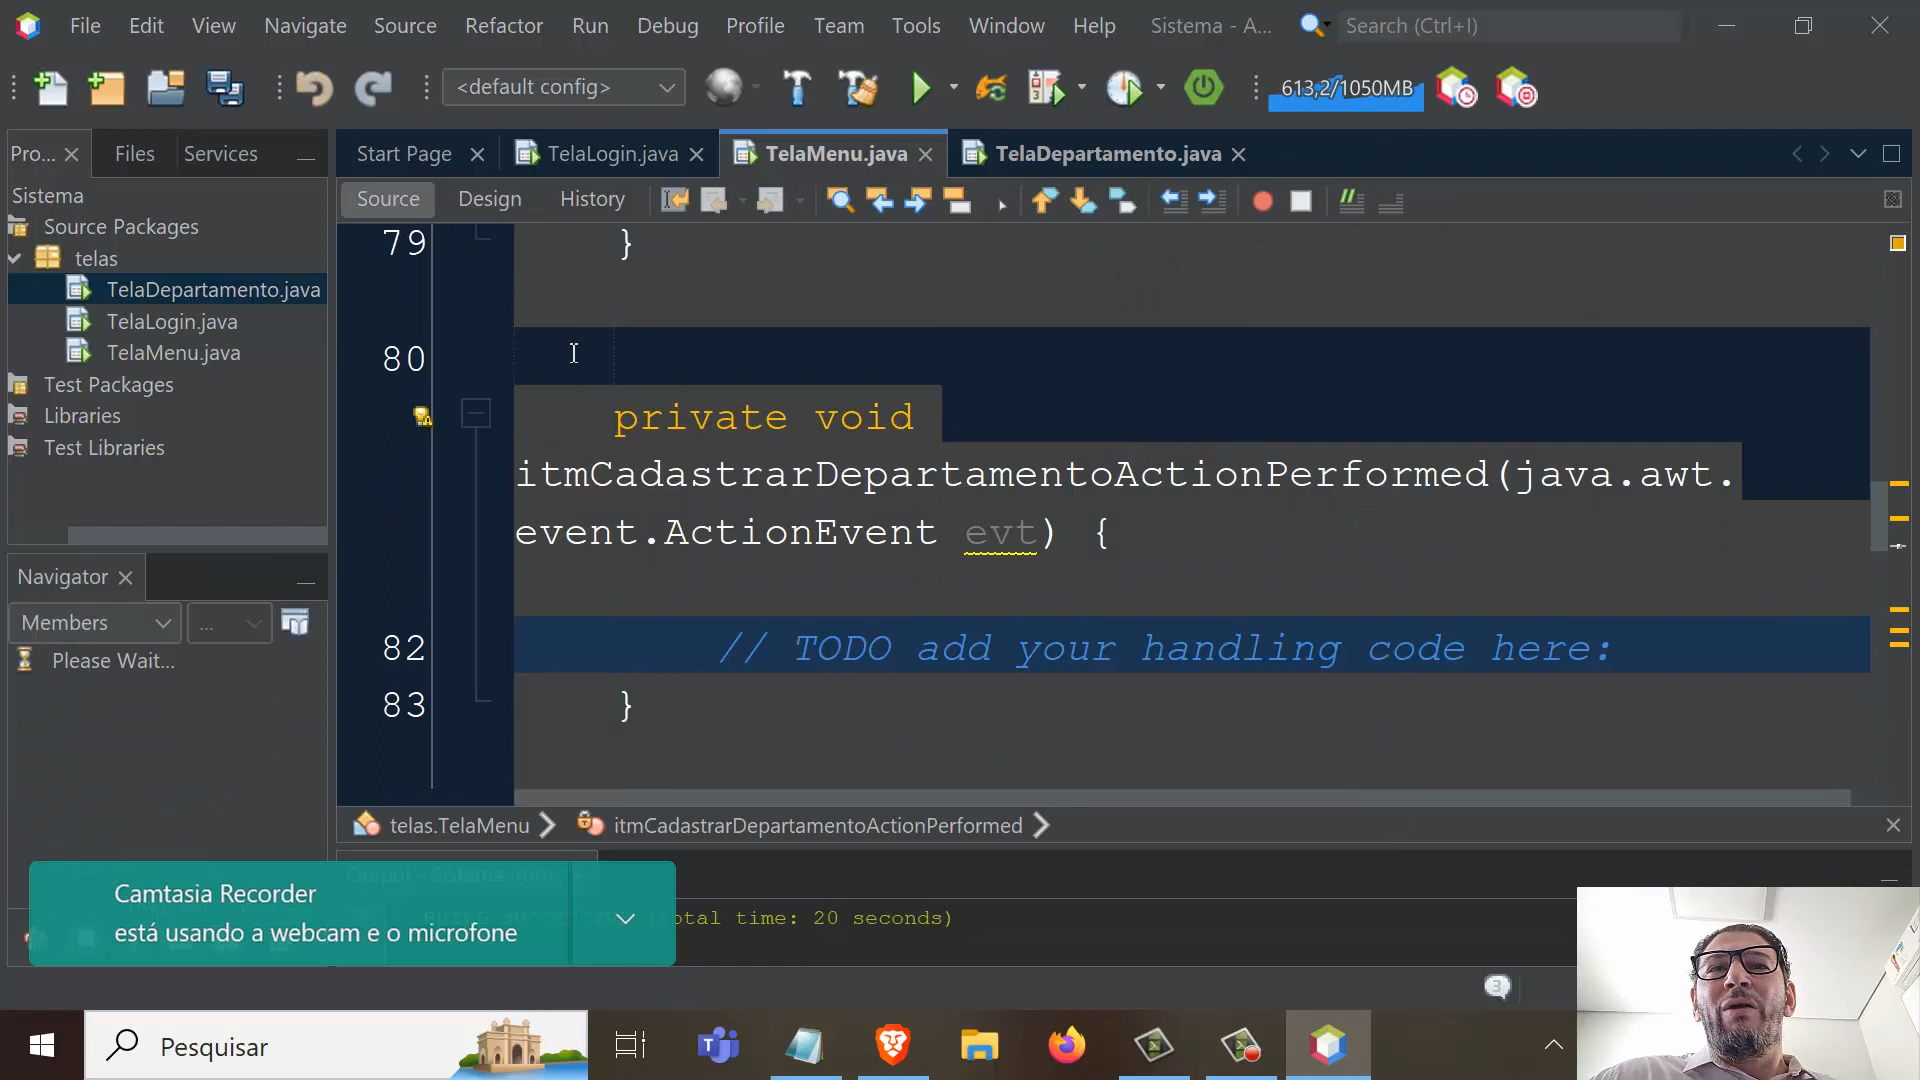 File Edit View Navigate Source Refactor Run Debug Profile Team Tools Window Help Sistema - A... Search (Ctrl+I)
<default config> 613,2/1050MB
Pro... Files Services Start Page TelaLogin.java TelaMenu.java TelaDepartamento.java
Source Design History
Sistema
Source Packages
telas
TelaDepartamento.java
TelaLogin.java
TelaMenu.java
Test Packages
Libraries
Test Libraries
79 }
80
private void
itmCadastrarDepartamentoActionPerformed(java.awt.
event.ActionEvent evt) {
82 // TODO add your handling code here:
83 }
Navigator
Members ...
Please Wait...
telas.TelaMenu itmCadastrarDepartamentoActionPerformed
Camtasia Recorder
está usando a webcam e o microfone
(total time: 20 seconds)
3
Pesquisar